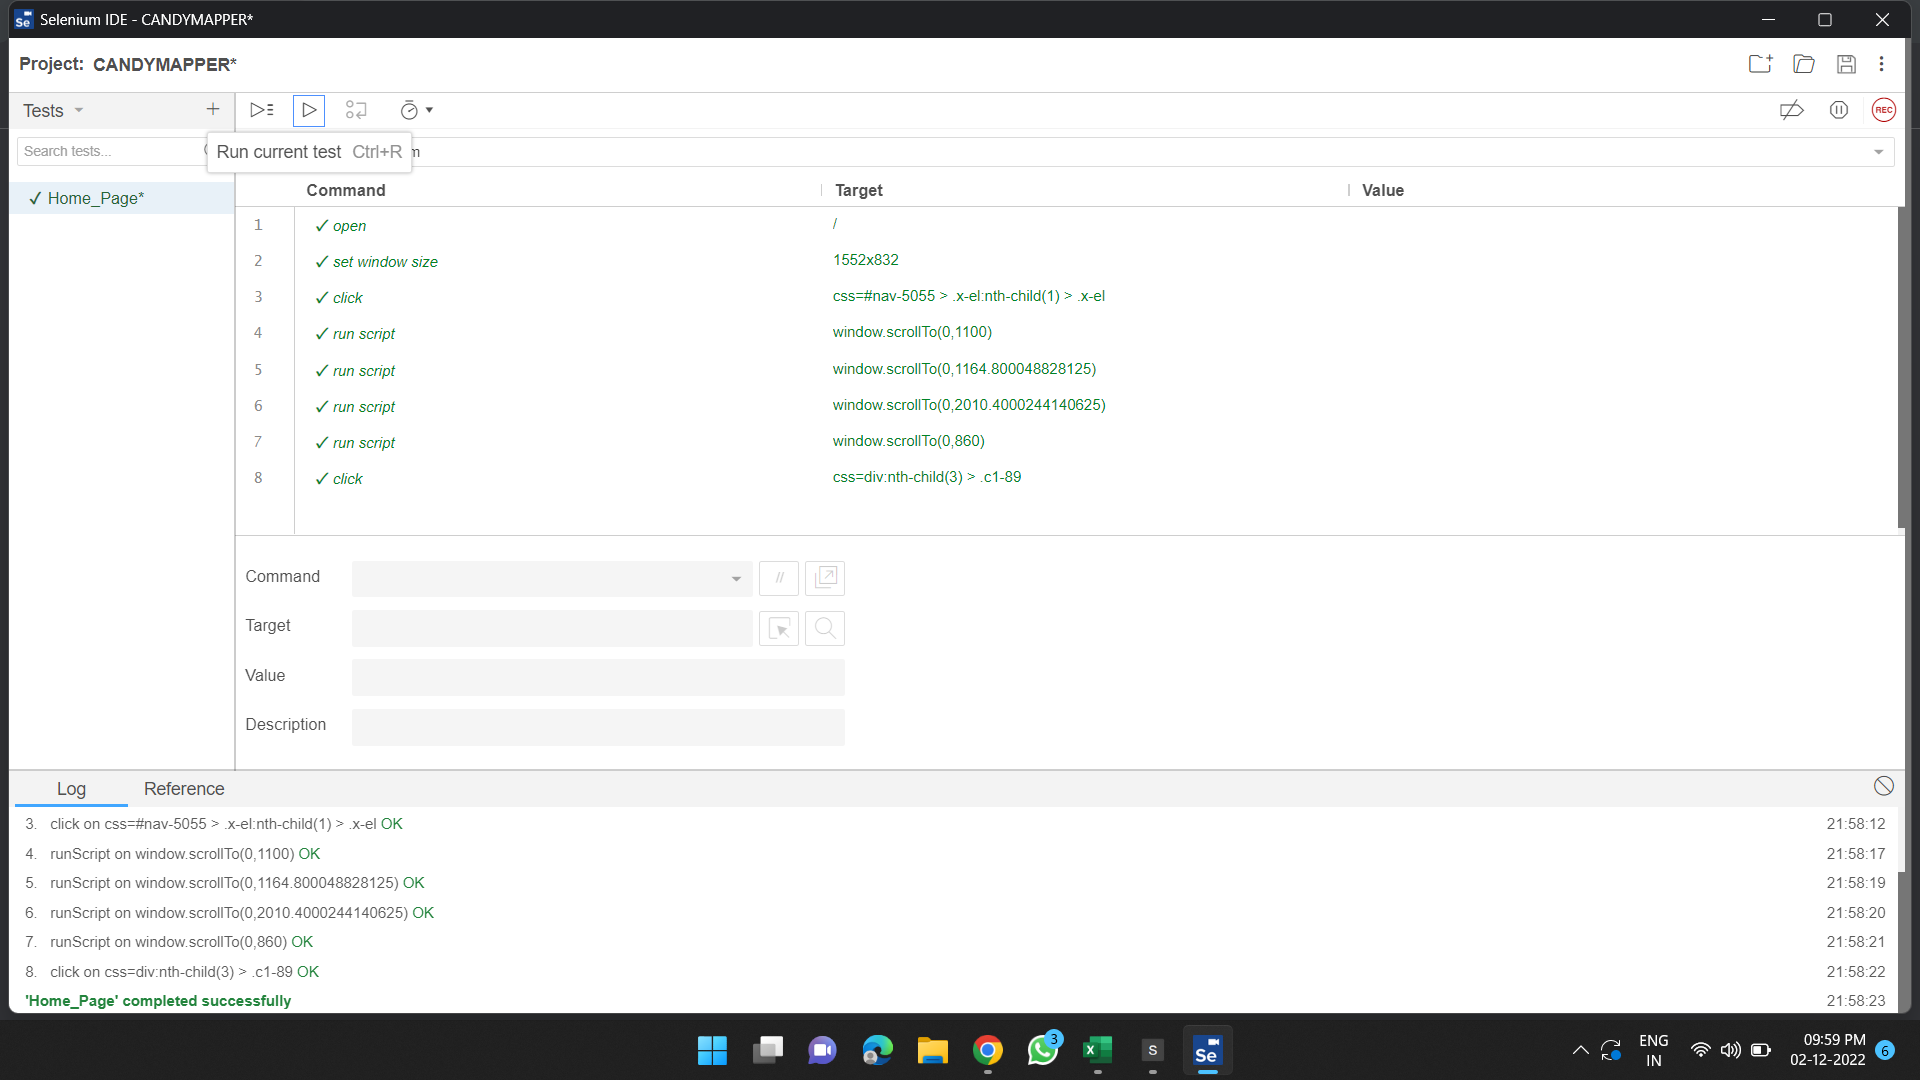 Selenium IDE - CANDYMAPPER*
Project: CANDYMAPPER*
Tests
REC
Search tests...
Run current test Ctrl+R
m
Home_Page*
Command Target Value
1 ✓ open /
2 ✓ set window size 1552x832
3 ✓ click css=#nav-5055 > .x-el:nth-child(1) > .x-el
4 ✓ run script window.scrollTo(0,1100)
5 ✓ run script window.scrollTo(0,1164.800048828125)
6 ✓ run script window.scrollTo(0,2010.4000244140625)
7 ✓ run script window.scrollTo(0,860)
8 ✓ click css=div:nth-child(3) > .c1-89
Command //
Target
Value
Description
Log Reference
3. click on css=#nav-5055 > .x-el:nth-child(1) > .x-el OK 21:58:12
4. runScript on window.scrollTo(0,1100) OK 21:58:17
5. runScript on window.scrollTo(0,1164.800048828125) OK 21:58:19
6. runScript on window.scrollTo(0,2010.4000244140625) OK 21:58:20
7. runScript on window.scrollTo(0,860) OK 21:58:21
8. click on css=div:nth-child(3) > .c1-89 OK 21:58:22
'Home_Page' completed successfully 21:58:23
3
S
Se
ENG
IN
09:59 PM
02-12-2022
6